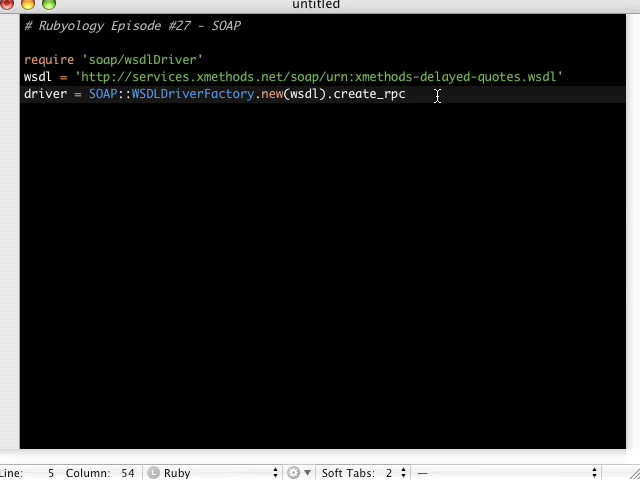 untitled
# Rubyology Episode #27 - SOAP
require 'soap/wsdlDriver'
wsdl = 'http://services.xmethods.net/soap/urn:xmethods-delayed-quotes.wsdl'
driver = SOAP::WSDLDriverFactory.new(wsdl).create_rpc
Line: 5 Column: 54 L Ruby Soft Tabs: 2 —